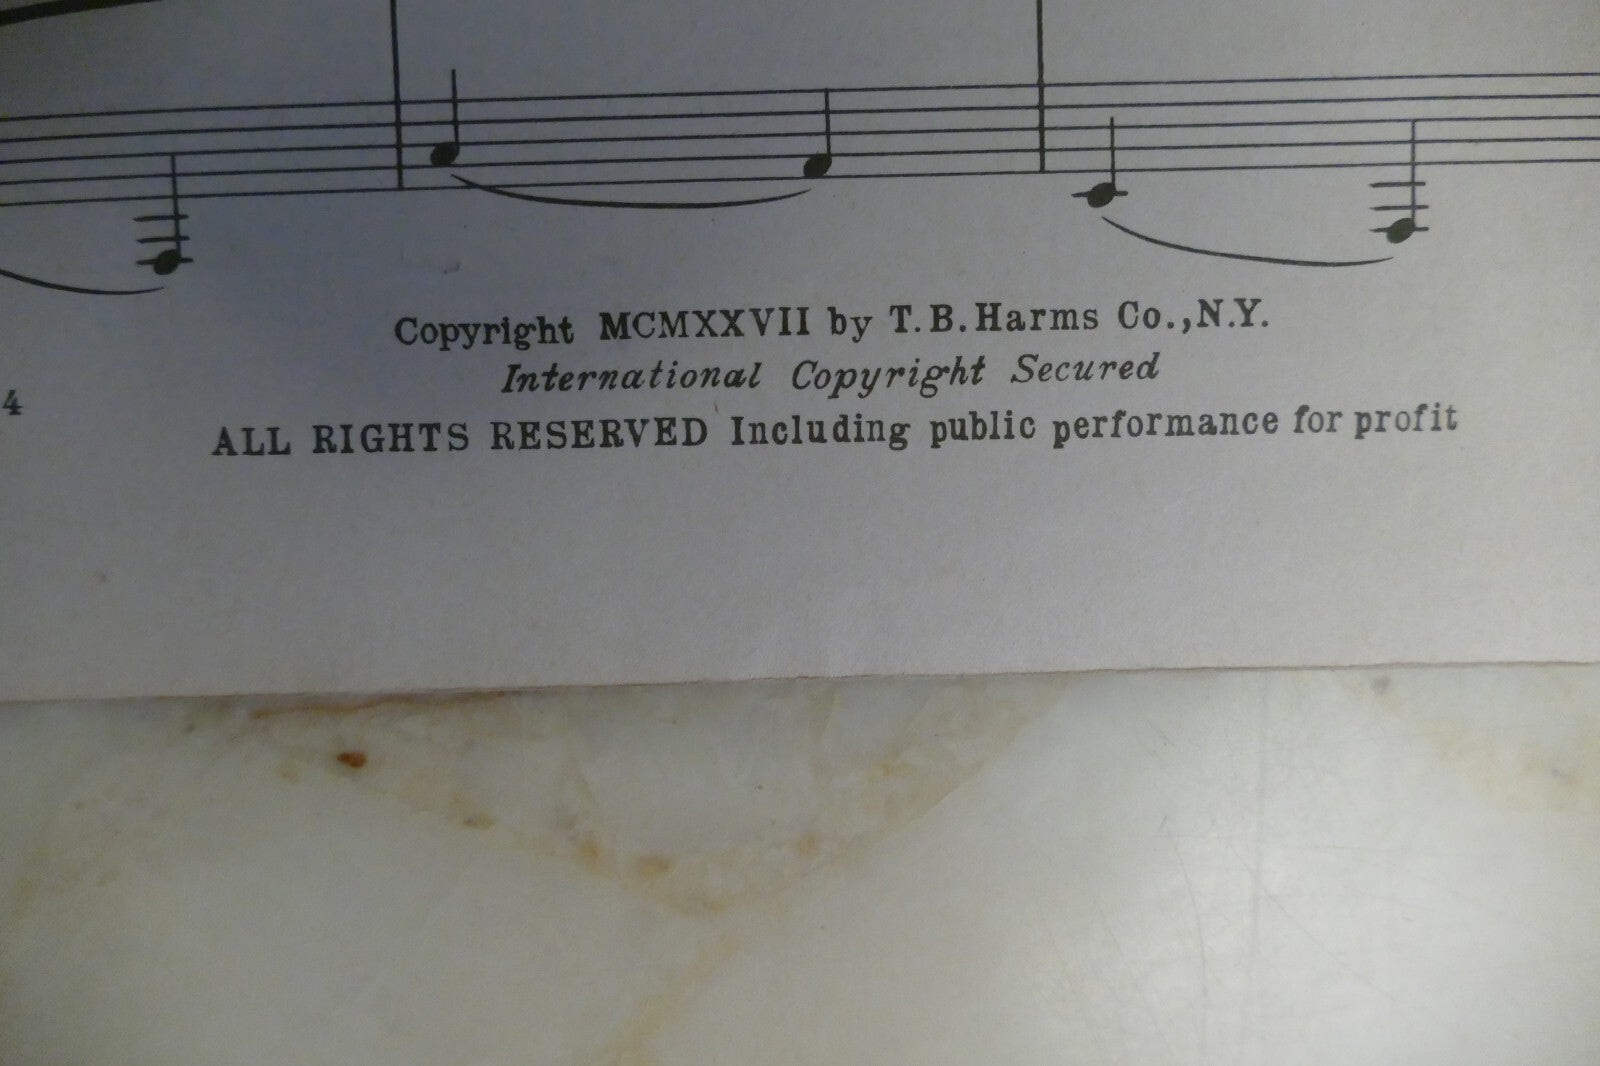 Copyright MCMXXVII by T. B. Harms Co., N.Y.
International Copyright Secured
4
ALL RIGHTS RESERVED Including public performance for profit